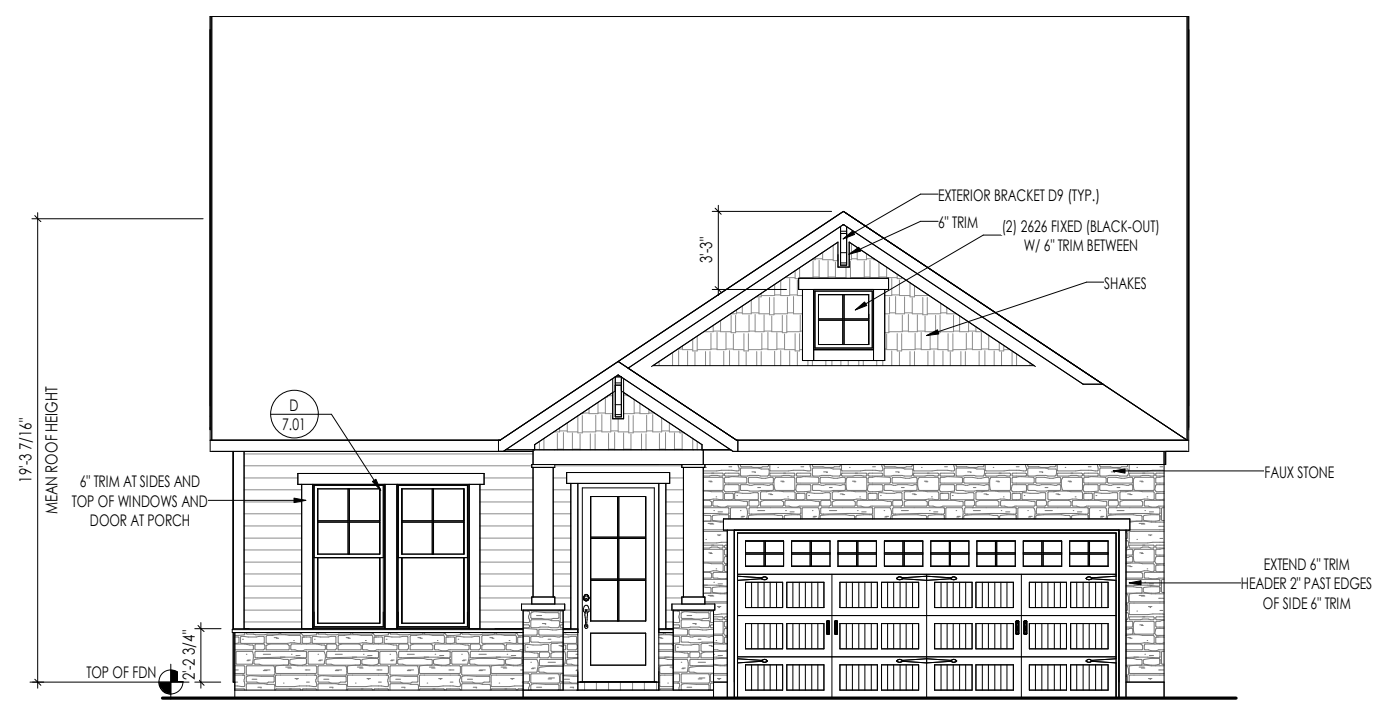 EXTERIOR BRACKET D9 (TYP.)
6" TRIM
(2) 2626 FIXED (BLACK-OUT)
W/ 6" TRIM BETWEEN
3'-3"
SHAKES
D
7.01
19'-3 7/16"
MEAN ROOF HEIGHT
6" TRIM AT SIDES AND
TOP OF WINDOWS AND
DOOR AT PORCH
FAUX STONE
EXTEND 6" TRIM
HEADER 2" PAST EDGES
OF SIDE 6" TRIM
2'-2 3/4"
TOP OF FDN